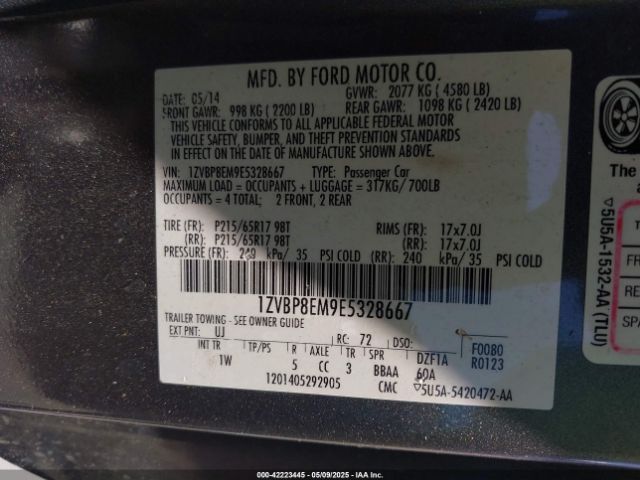 MFD. BY FORD MOTOR CO.
DATE: 05/14 GVWR: 2077 KG ( 4580 LB)
FRONT GAWR: 998 KG ( 2200 LB) REAR GAWR: 1098 KG ( 2420 LB)
THIS VEHICLE CONFORMS TO ALL APPLICABLE FEDERAL MOTOR
VEHICLE SAFETY, BUMPER, AND THEFT PREVENTION STANDARDS
IN EFFECT ON THE DATE OF MANUFACTURE SHOWN ABOVE.
VIN: 1ZVBP8EM9E5328667 TYPE: Passenger Car
MAXIMUM LOAD = OCCUPANTS + LUGGAGE = 317KG/ 700LB
OCCUPANTS = 4 TOTAL; 2 FRONT, 2 REAR
TIRE (FR): P215/65R17 98T RIMS (FR): 17x7.0J
(RR): P215/65R17 98T (RR): 17x7.0J
PRESSURE (FR): 240 kPa/ 35 PSI COLD (RR): 240 kPa/ 35 PSI COLD
1ZVBP8EM9E5328667
TRAILER TOWING - SEE OWNER GUIDE
EXT PNT: UJ RC: 72 DSO: F0080
INT TR TP/PS R AXLE TR SPR DZF1A R0123
1W 5 CC 3 BBAA 60A
1201405292905 CMC ▽5U5A-5420472-AA
The
▽5U5A-1532-AA (TLU)
TI
FR
RE
SPA
000-42223445 - 05/09/2025 - IAAC